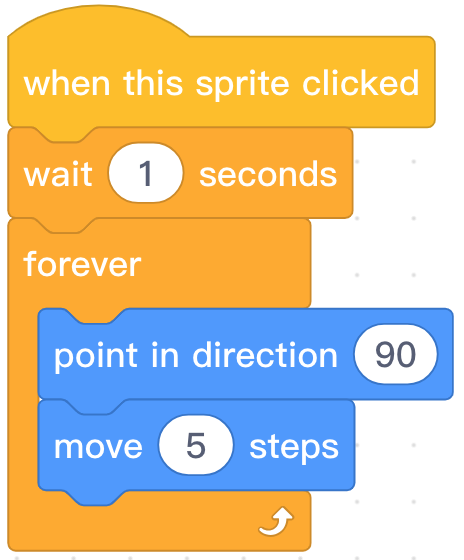 when this sprite clicked
wait 1 seconds
forever
point in direction 90
move 5 steps